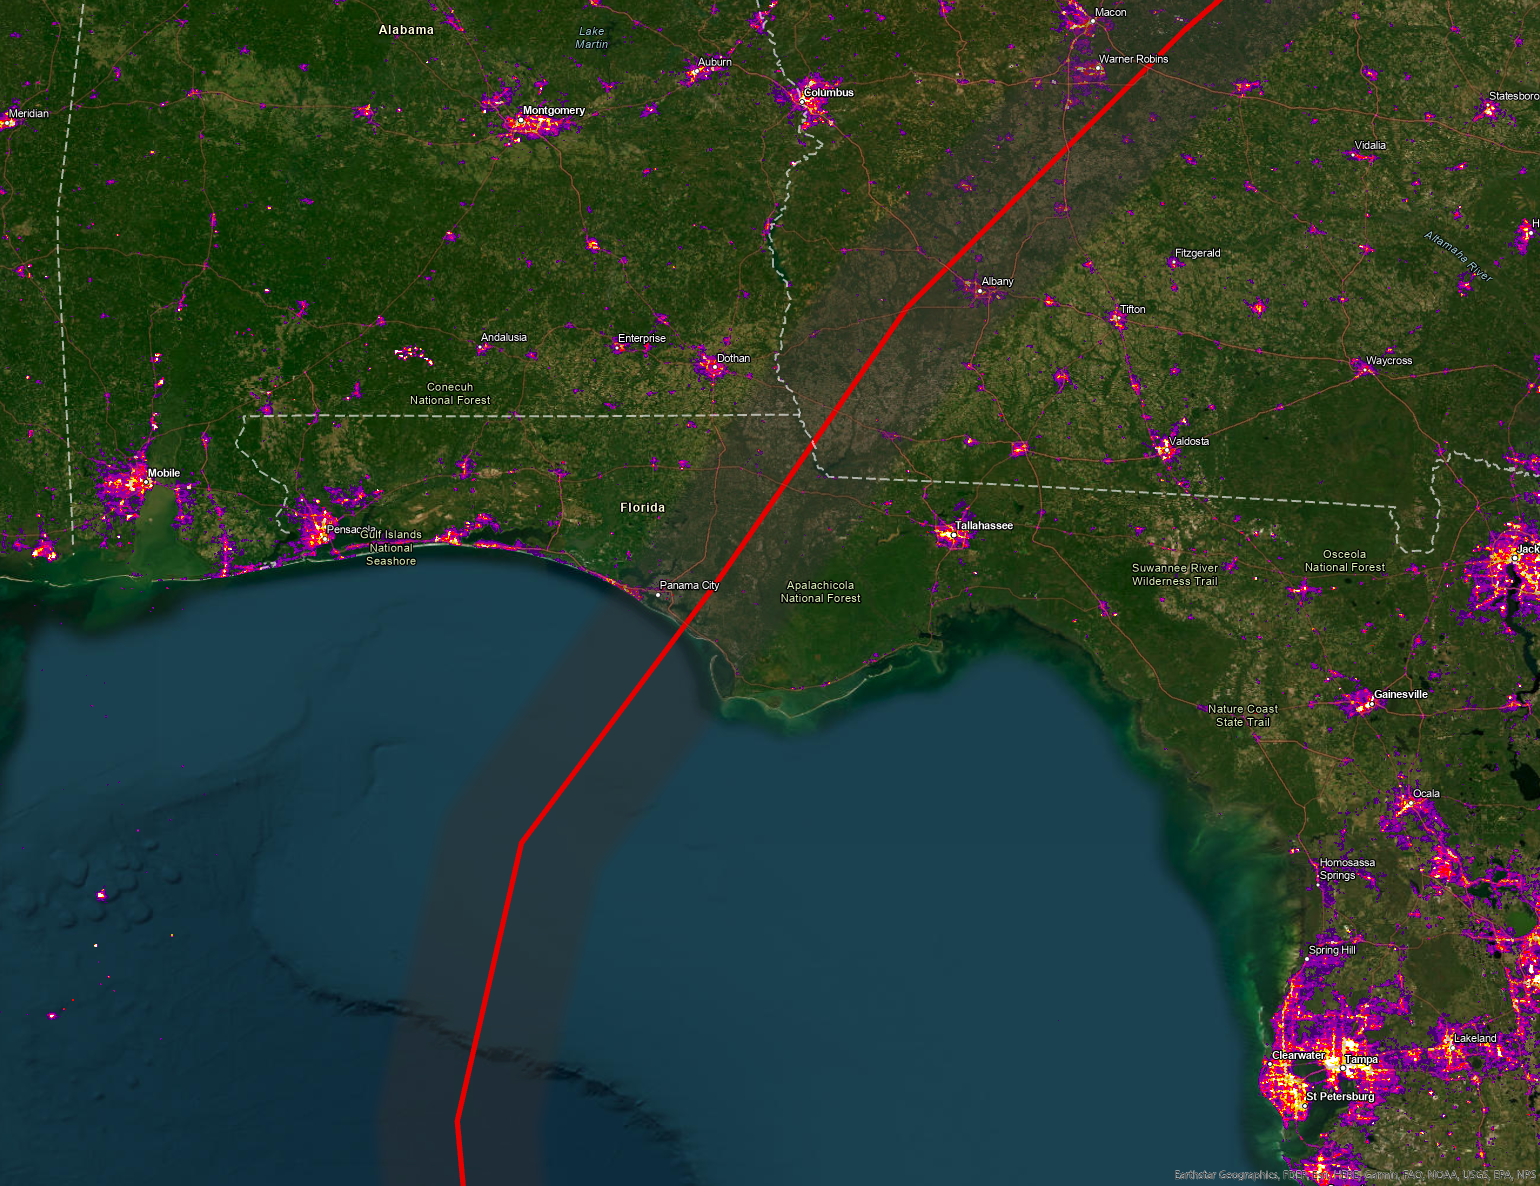 Macon
Alabama
Lake
Martin
Auburn
Warner Robins
Columbus
Statesboro
Meridian
Montgomery
Vidalia
H
Altamaha River
Fitzgerald
Albany
Tifton
Andalusia
Enterprise
Dothan
Waycross
Conecuh
National Forest
Valdosta
Mobile
Florida
Pensacola
Tallahassee
Gulf Islands
National
Seashore
Jack
Osceola
National Forest
Suwannee River
Wilderness Trail
Panama City
Apalachicola
National Forest
Gainesville
Nature Coast
State Trail
Ocala
Homosassa
Springs
Spring Hill
Lakeland
Clearwater
Tampa
St Petersburg
Earthstar Geographics, FDEP, Esri, HERE, Garmin, FAO, NOAA, USGS, EPA, NPS